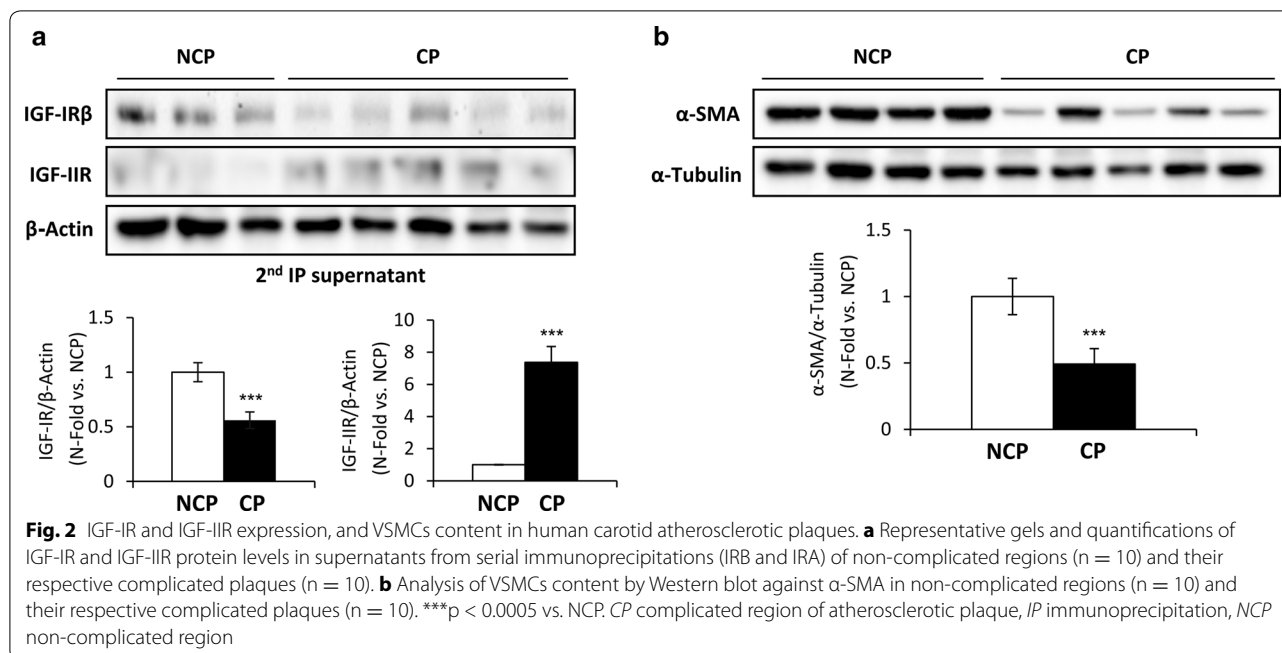 a
NCP CP
IGF-IRβ
IGF-IIR
β-Actin
2nd IP supernatant
IGF-IR/β-Actin
(N-Fold vs. NCP)
1.5
1
0.5
0
***
NCP CP
IGF-IIR/β-Actin
(N-Fold vs. NCP)
10
8
6
4
2
0
***
NCP CP
b
NCP CP
α-SMA
α-Tubulin
α-SMA/α-Tubulin
(N-Fold vs. NCP)
1.5
1
0.5
0
***
NCP CP
Fig. 2 IGF-IR and IGF-IIR expression, and VSMCs content in human carotid atherosclerotic plaques. a Representative gels and quantifications of
IGF-IR and IGF-IIR protein levels in supernatants from serial immunoprecipitations (IRB and IRA) of non-complicated regions (n = 10) and their
respective complicated plaques (n = 10). b Analysis of VSMCs content by Western blot against α-SMA in non-complicated regions (n = 10) and
their respective complicated plaques (n = 10). ***p < 0.0005 vs. NCP. CP complicated region of atherosclerotic plaque, IP immunoprecipitation, NCP
non-complicated region